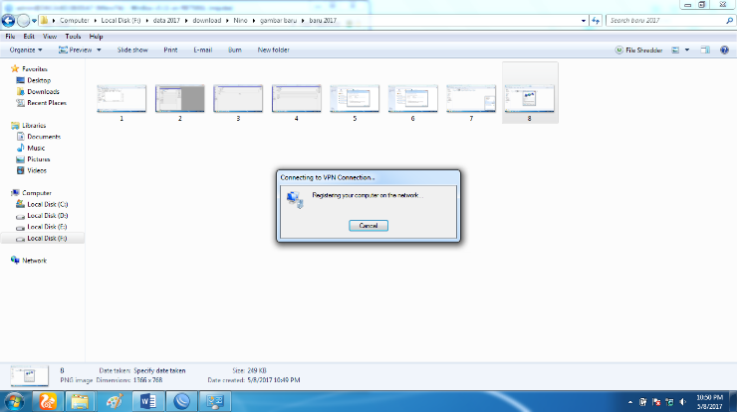 Computer ▸ Local Disk (F:) ▸ data 2017 ▸ download ▸ Nino ▸ gambar baru ▸ baru 2017
Search baru 2017
File Edit View Tools Help
Organize Preview Slide show Print E-mail Burn New folder
File Shredder
Favorites
Desktop
Downloads
Recent Places
Libraries
Documents
Music
Pictures
Videos
Computer
Local Disk (C:)
Local Disk (D:)
Local Disk (E:)
Local Disk (F:)
Network
1 2 3 4 5 6 7 8
Connecting to VPN Connection...
Registering your computer on the network...
Cancel
8 Date taken: Specify date taken Size: 249 KB
PNG image Dimensions: 1366 x 768 Date created: 5/8/2017 10:49 PM
10:50 PM
5/8/2017